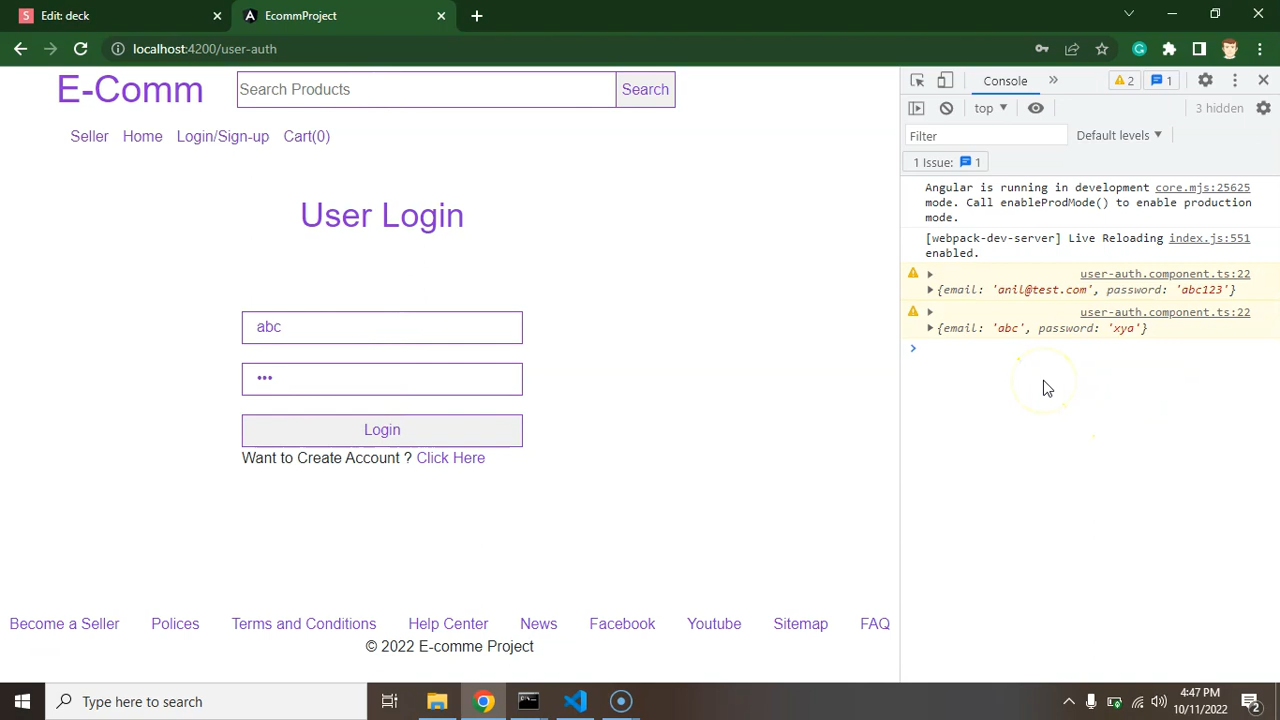 Edit: deck
EcommProject
localhost:4200/user-auth
E-Comm
Search Products
Search
Seller
Home
Login/Sign-up
Cart(0)
User Login
abc
•••
Login
Want to Create Account ? Click Here
Become a Seller
Polices
Terms and Conditions
Help Center
News
Facebook
Youtube
Sitemap
FAQ
© 2022 E-comme Project
Console
2
1
top
3 hidden
Filter
Default levels
1 Issue: 1
Angular is running in development core.mjs:25625
mode. Call enableProdMode() to enable production
mode.
[webpack-dev-server] Live Reloading index.js:551
enabled.
user-auth.component.ts:22
{email: 'anil@test.com', password: 'abc123'}
user-auth.component.ts:22
{email: 'abc', password: 'xya'}
Type here to search
4:47 PM
10/11/2022
2